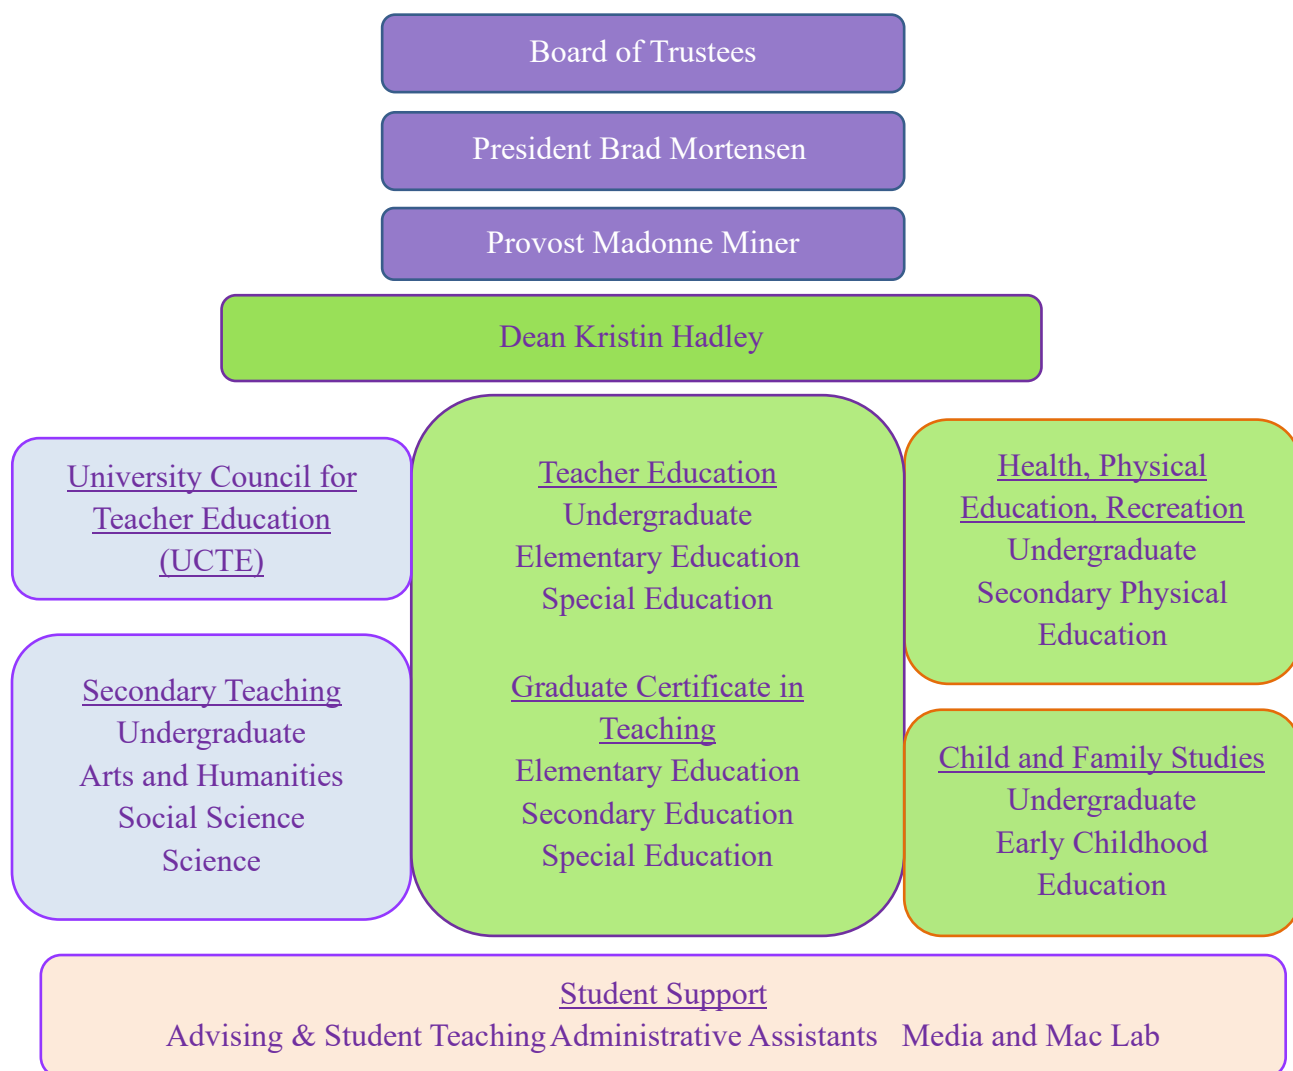 Board of Trustees
President Brad Mortensen
Provost Madonne Miner
Dean Kristin Hadley
University Council for
Teacher Education
(UCTE)
Secondary Teaching
Undergraduate
Arts and Humanities
Social Science
Science
Teacher Education
Undergraduate
Elementary Education
Special Education
Graduate Certificate in
Teaching
Elementary Education
Secondary Education
Special Education
Health, Physical
Education, Recreation
Undergraduate
Secondary Physical
Education
Child and Family Studies
Undergraduate
Early Childhood
Education
Student Support
Advising & Student Teaching Administrative Assistants Media and Mac Lab